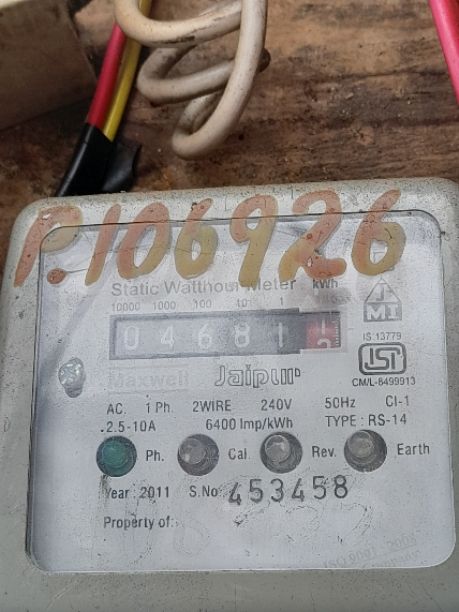 P.106926
Static Watthour Meter kWh
10000 1000 100 10 1
0 4 6 8 1
JMI
IS 13779
ISI
CM/L-8499913
Maxwell Jaipur
AC. 1 Ph. 2WIRE 240V 50Hz Cl-1
2.5-10A 6400 Imp/kWh TYPE : RS-14
Ph. Cal. Rev. Earth
Year : 2011 S.No. 453458
Property of: